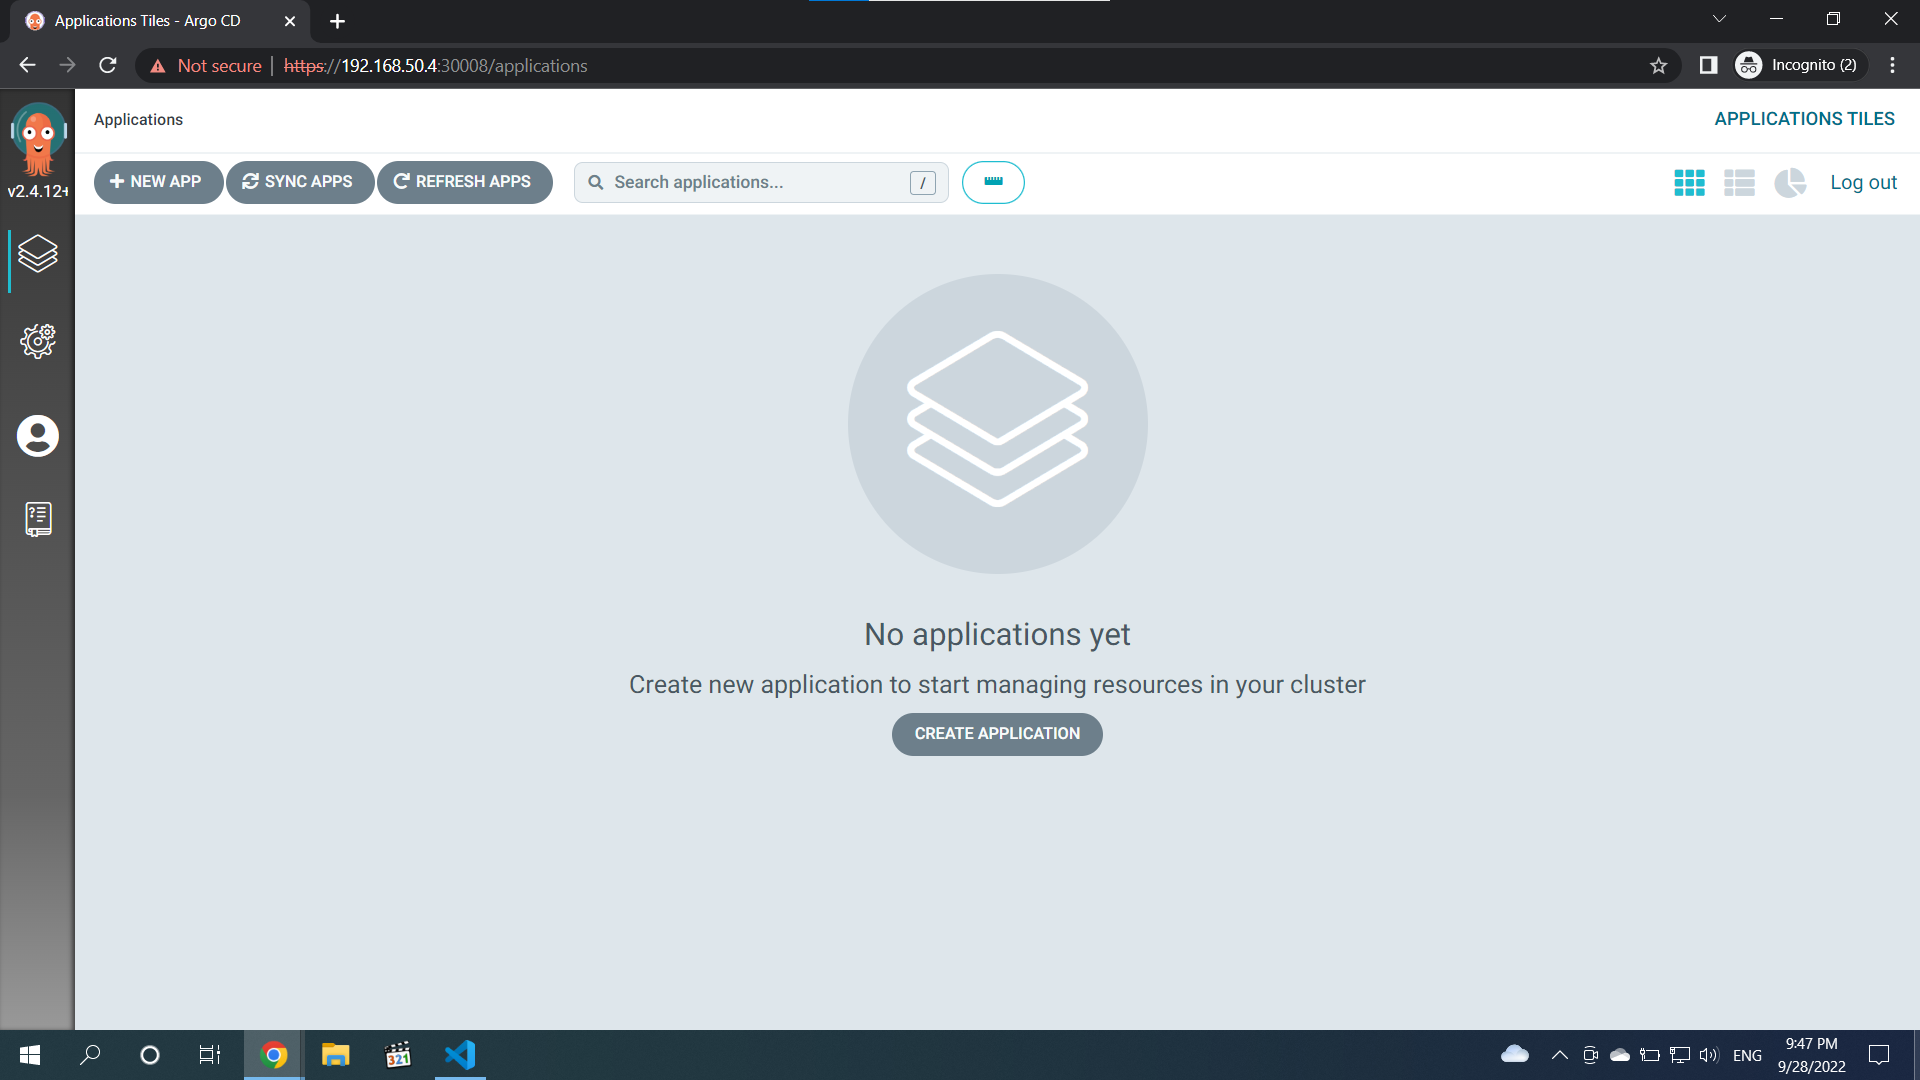 Applications Tiles - Argo CD
Not secure | https://192.168.50.4:30008/applications
Incognito (2)
v2.4.12+
Applications
APPLICATIONS TILES
NEW APP
SYNC APPS
REFRESH APPS
Search applications...
/
Log out
No applications yet
Create new application to start managing resources in your cluster
CREATE APPLICATION
321
ENG
9:47 PM
9/28/2022